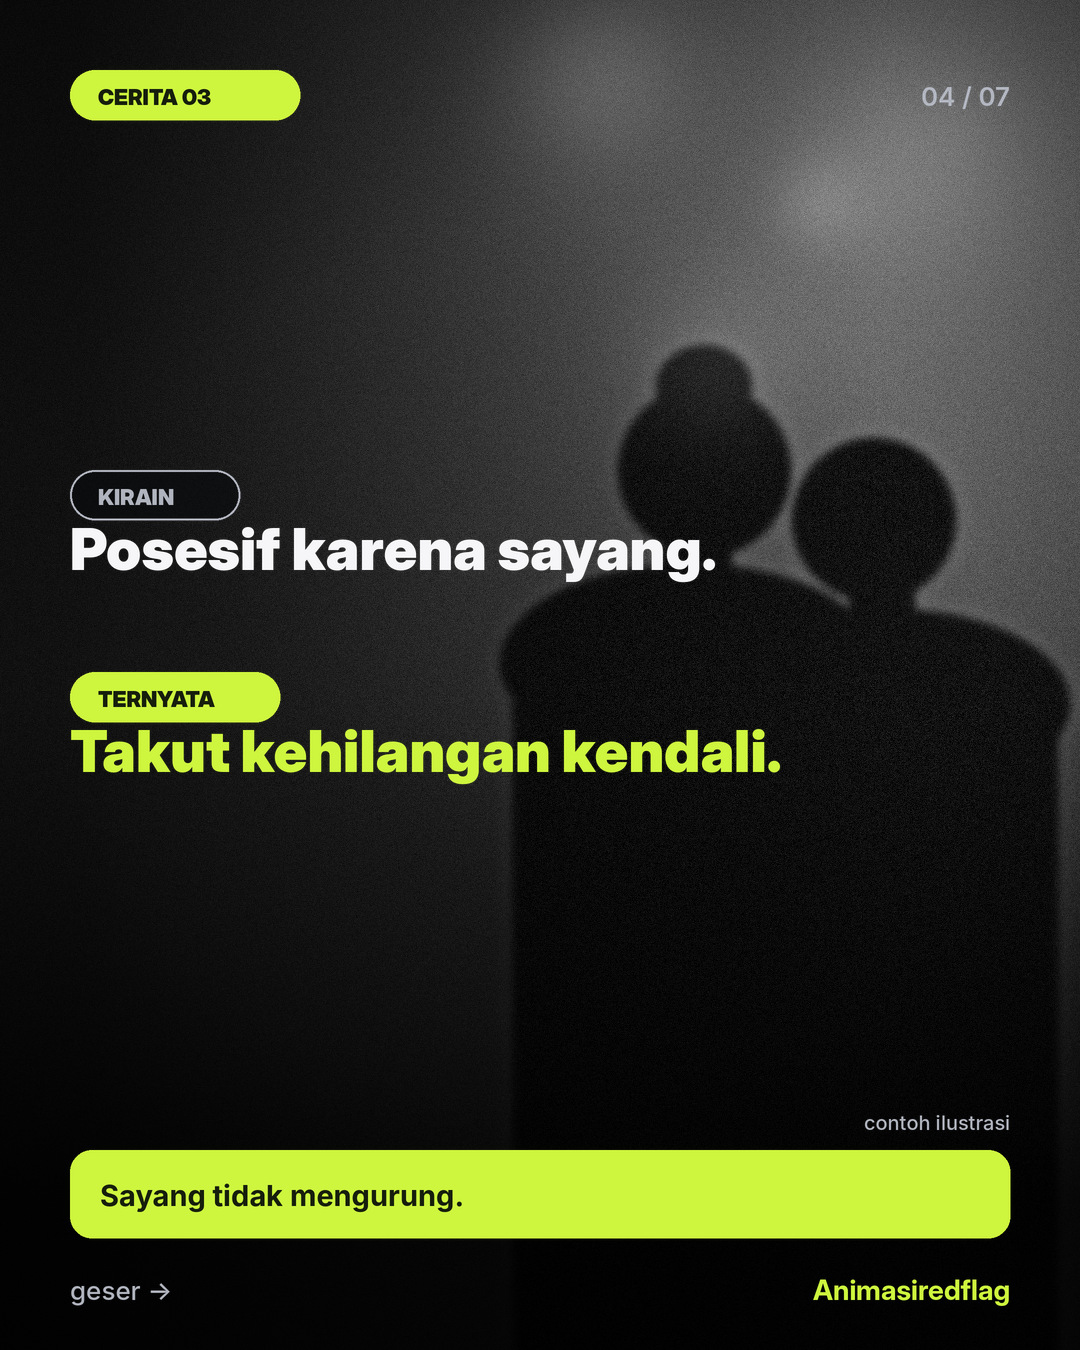 CERITA 03
04 / 07
KIRAIN
Posesif karena sayang.
TERNYATA
Takut kehilangan kendali.
contoh ilustrasi
Sayang tidak mengurung.
geser →
Animasiredflag